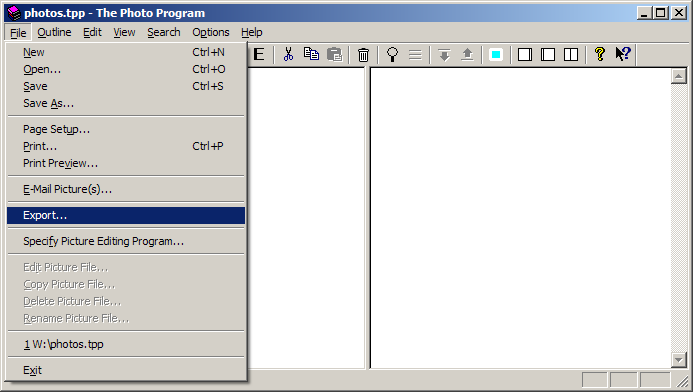 photos.tpp - The Photo Program
File Outline Edit View Search Options Help
New Ctrl+N
Open... Ctrl+O
Save Ctrl+S
Save As...
Page Setup...
Print... Ctrl+P
Print Preview...
E-Mail Picture(s)...
Export...
Specify Picture Editing Program...
Edit Picture File...
Copy Picture File...
Delete Picture File...
Rename Picture File...
1 W:\photos.tpp
Exit
E